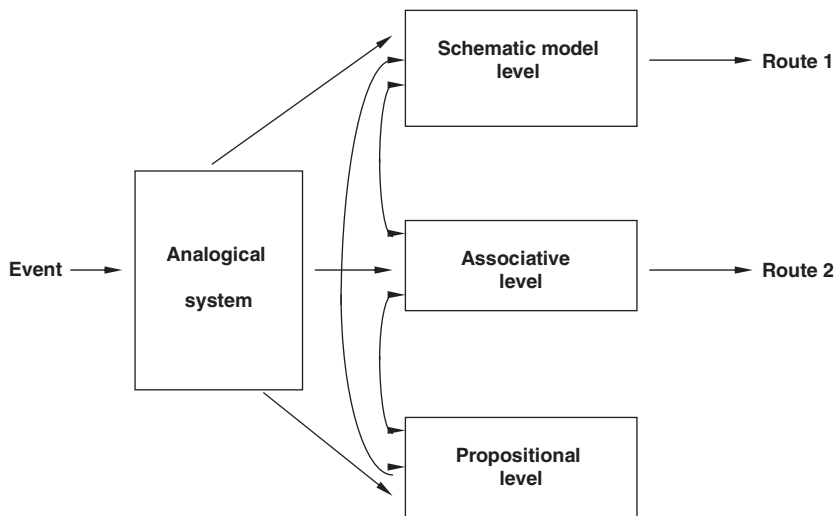 Schematic model
level
Route 1
Event
Analogical
system
Associative
level
Route 2
Propositional
level